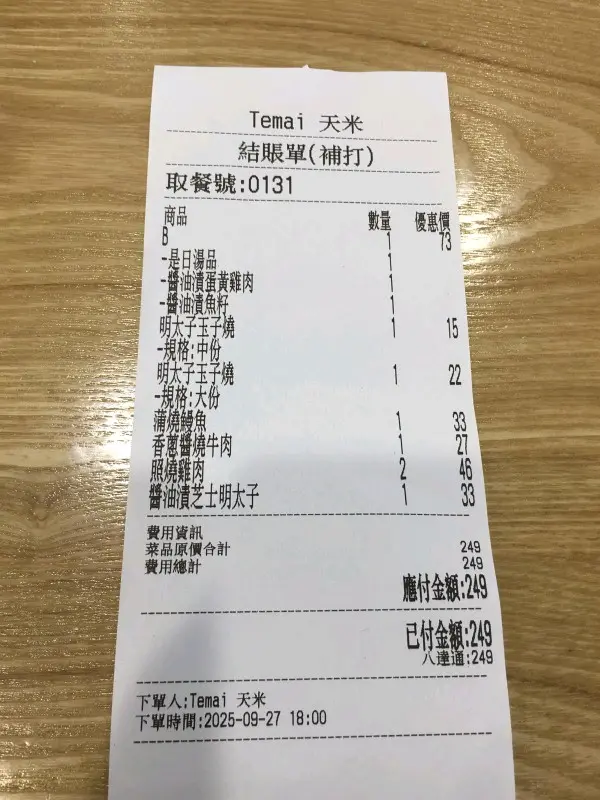 Temai 天米
結賬單(補打)
取餐號:0131
商品 數量 優惠價
B 1 73
-是日湯品 1
-醬油漬蛋黃雞肉 1
-醬油漬魚籽 1
明太子玉子燒 1 15
-規格:中份
明太子玉子燒 1 22
-規格:大份
蒲燒鰻魚 1 33
香蔥醬燒牛肉 1 27
照燒雞肉 2 46
醬油漬芝士明太子 1 33
費用資訊
菜品原價合計 249
費用總計 249
應付金額:249
已付金額:249
八達通:249
下單人:Temai 天米
下單時間:2025-09-27 18:00